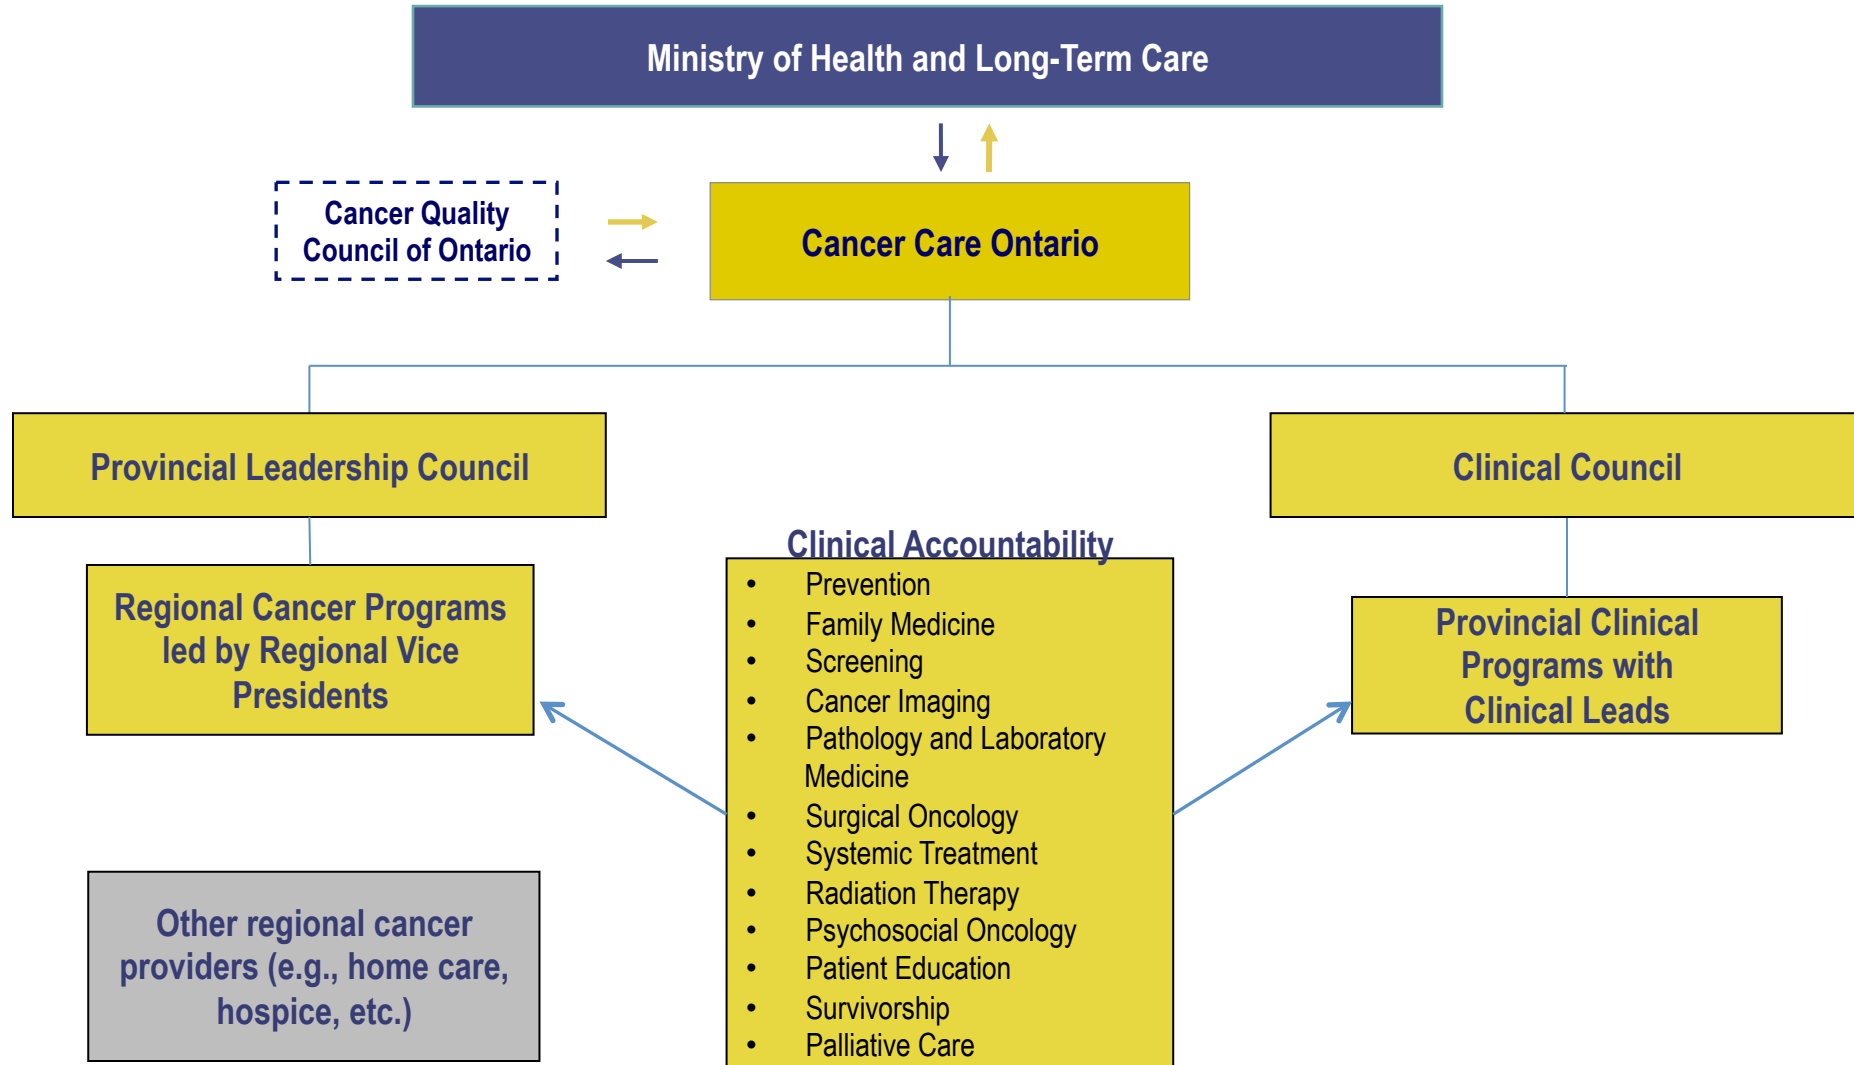 Ministry of Health and Long-Term Care
Cancer Quality
Council of Ontario
Cancer Care Ontario
Provincial Leadership Council
Clinical Council
Regional Cancer Programs
led by Regional Vice
Presidents
Clinical Accountability
• Prevention
• Family Medicine
• Screening
• Cancer Imaging
• Pathology and Laboratory
Medicine
• Surgical Oncology
• Systemic Treatment
• Radiation Therapy
• Psychosocial Oncology
• Patient Education
• Survivorship
• Palliative Care
Provincial Clinical
Programs with
Clinical Leads
Other regional cancer
providers (e.g., home care,
hospice, etc.)